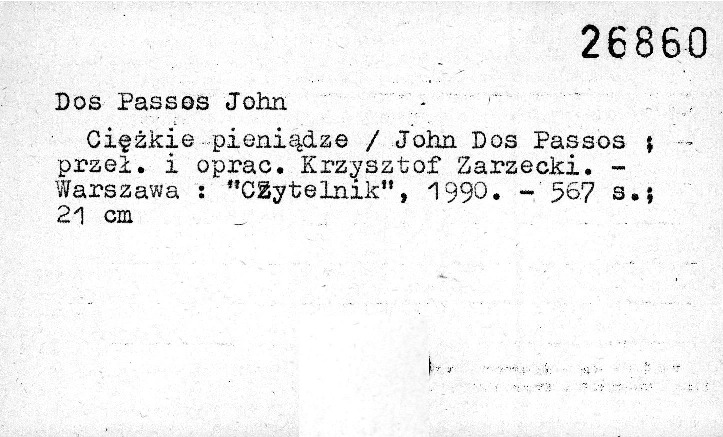 26860
Dos Passos John
Ciężkie pieniądze / John Dos Passos ;
przeł. i oprac. Krzysztof Zarzecki. -
Warszawa : "Czytelnik", 1990. - 567 s.;
21 cm